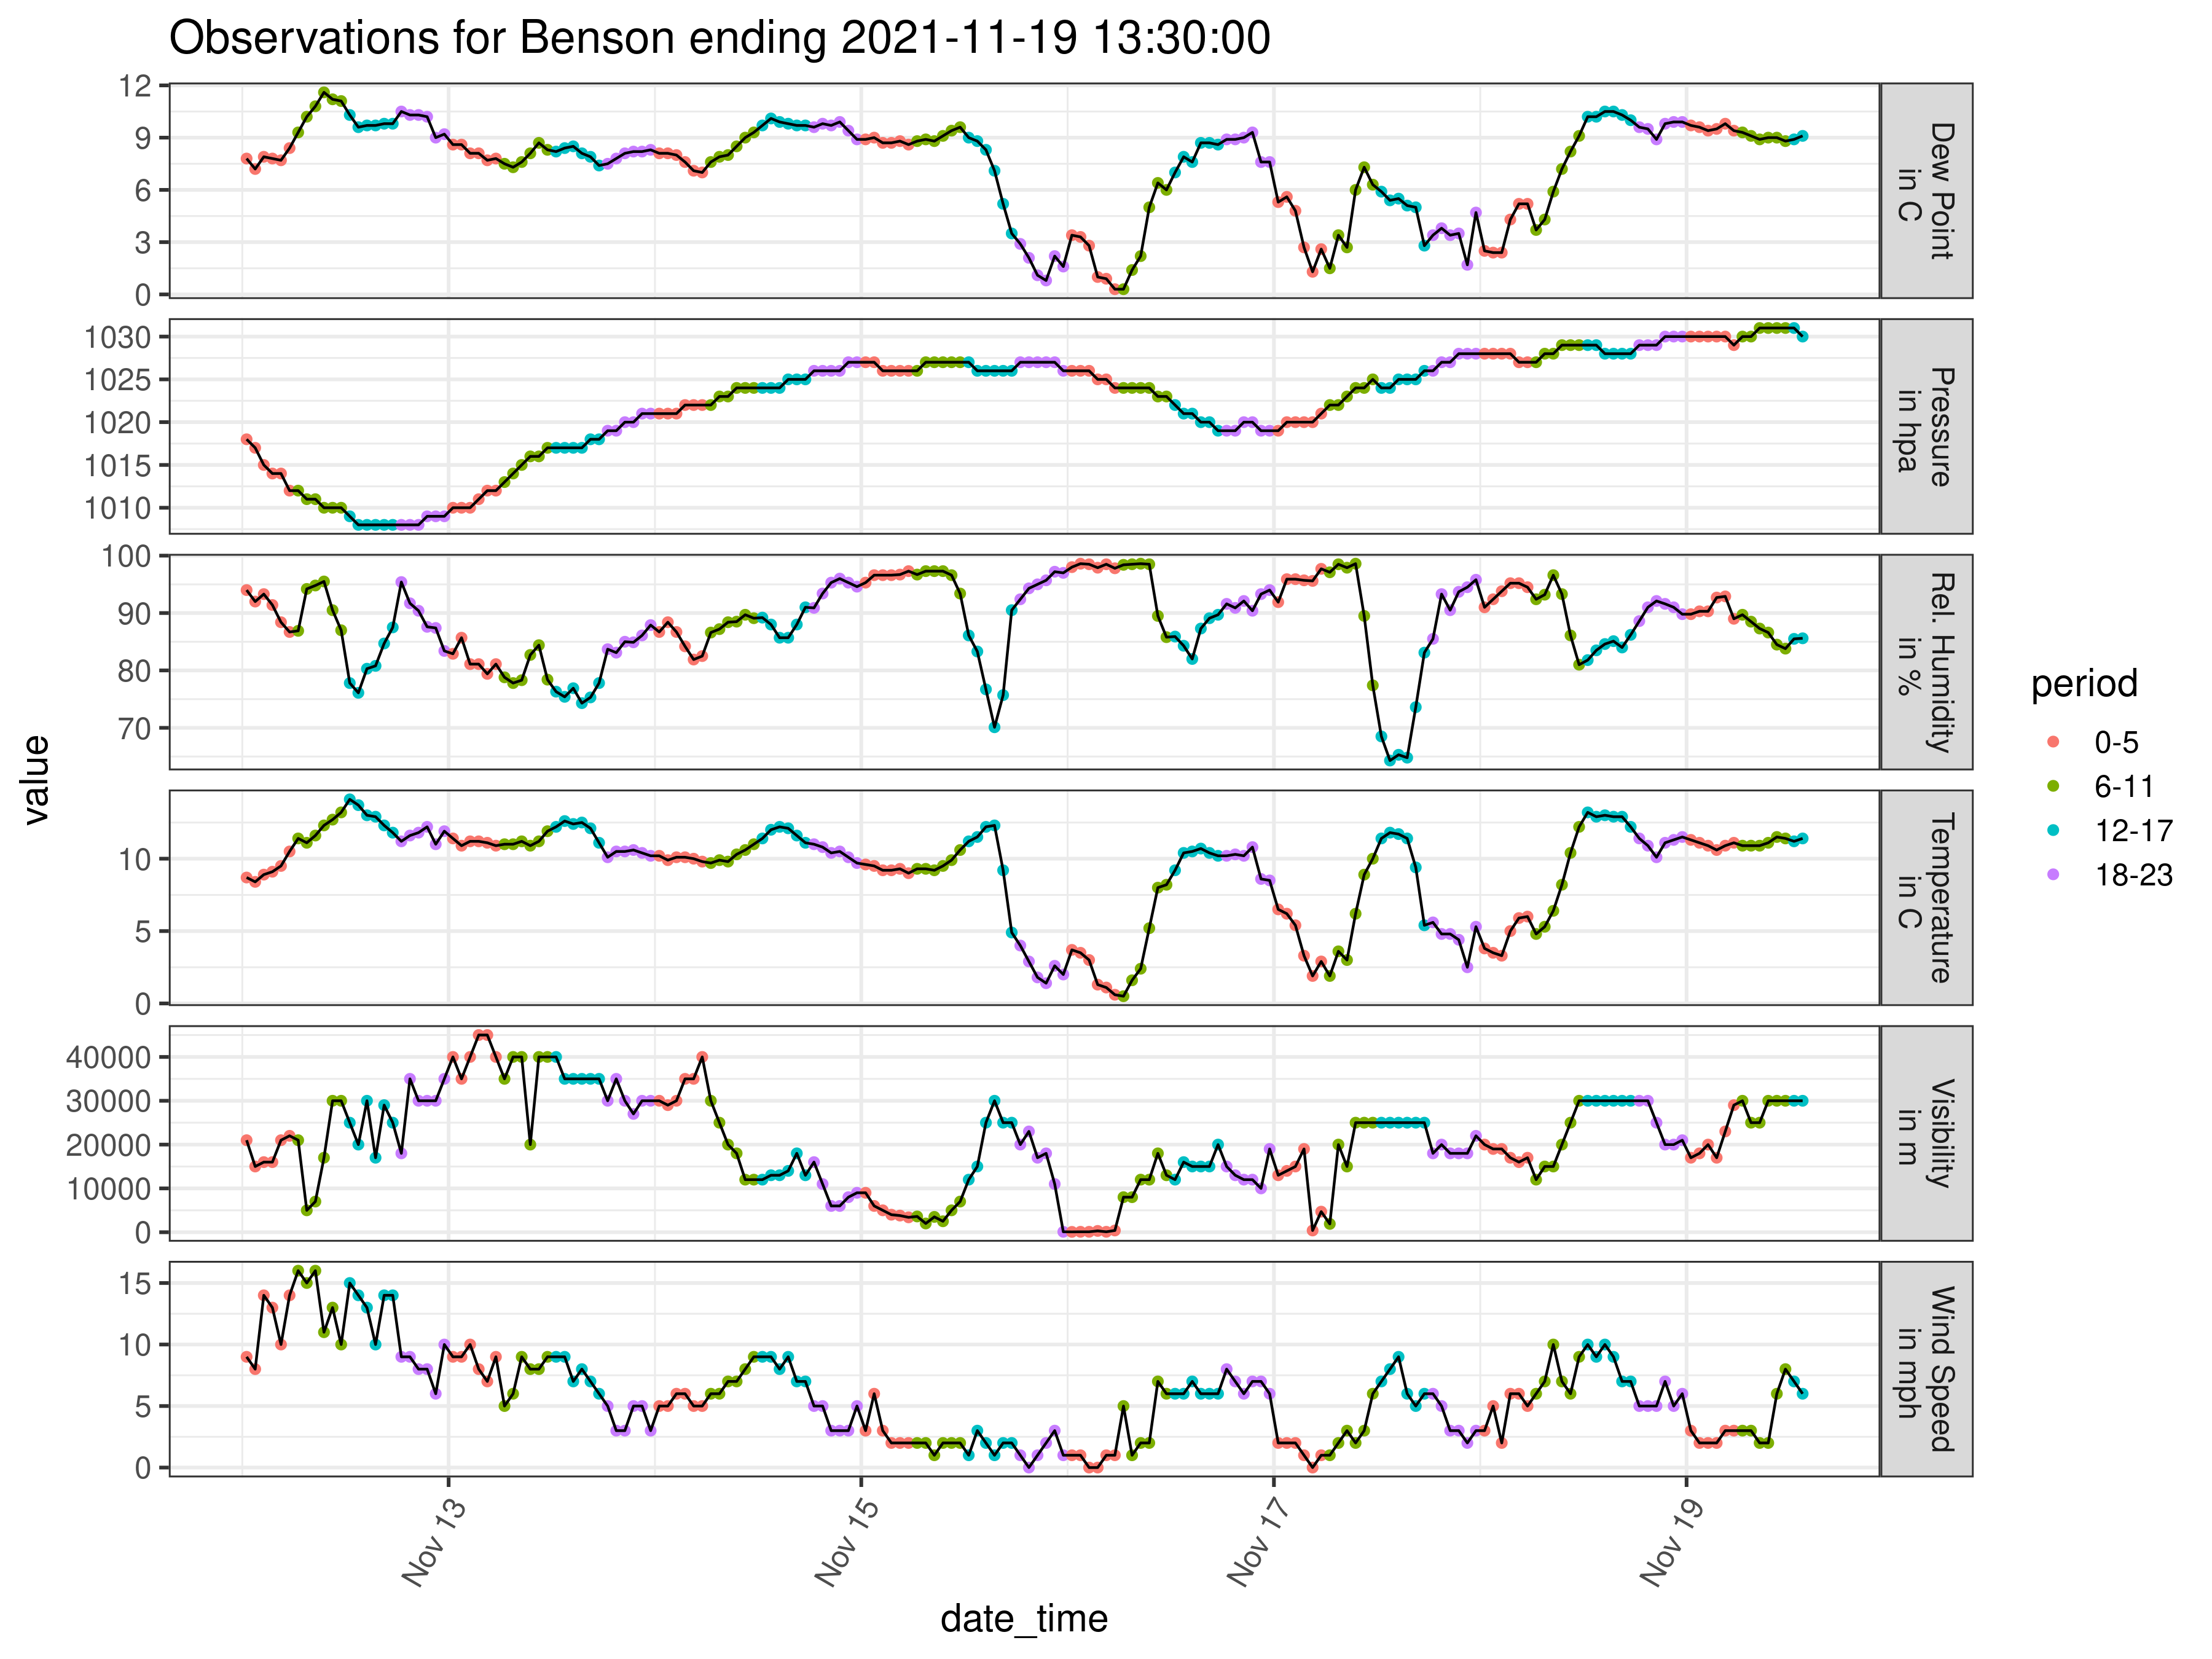 Observations for Benson ending 2021-11-19 13:30:00
value
12
9
6
3
0
Dew Point
in C
1030
1025
1020
1015
1010
Pressure
in hpa
100
90
80
70
Rel. Humidity
in %
10
5
0
Temperature
in C
40000
30000
20000
10000
0
Visibility
in m
15
10
5
0
Wind Speed
in mph
Nov 13
Nov 15
Nov 17
Nov 19
date_time
period
0-5
6-11
12-17
18-23